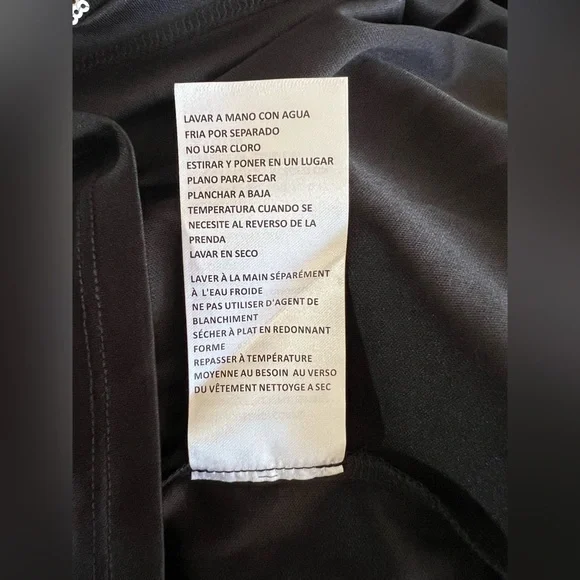 LAVAR A MANO CON AGUA
FRIA POR SEPARADO
NO USAR CLORO
ESTIRAR Y PONER EN UN LUGAR
PLANO PARA SECAR
PLANCHAR A BAJA
TEMPERATURA CUANDO SE
NECESITE AL REVERSO DE LA
PRENDA
LAVAR EN SECO
LAVER À LA MAIN SÉPARÉMENT
À L'EAU FROIDE
NE PAS UTILISER D'AGENT DE
BLANCHIMENT
SÉCHER À PLAT EN REDONNANT
FORME
REPASSER À TEMPÉRATURE
MOYENNE AU BESOIN AU VERSO
DU VÊTEMENT NETTOYGE A SEC